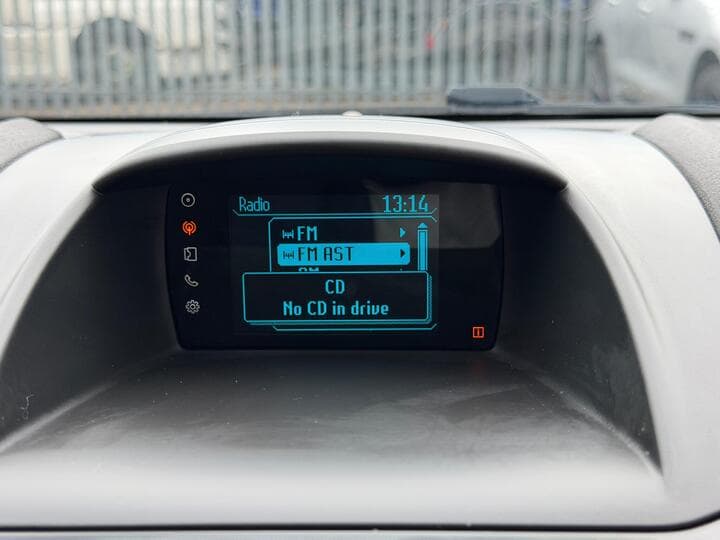 Radio 13:14
FM
FM AST
CD
No CD in drive